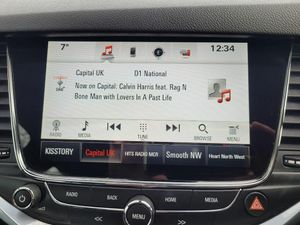 7°
12:34
Capital UK D1 National
Now on Capital: Calvin Harris feat. Rag N
Bone Man with Lovers In A Past Life
RADIO MEDIA TUNE BROWSE MENU
KISSTORY Capital UK HITS RADIO MCR Smooth NW Heart North West
RADIO BACK MENU MEDIA